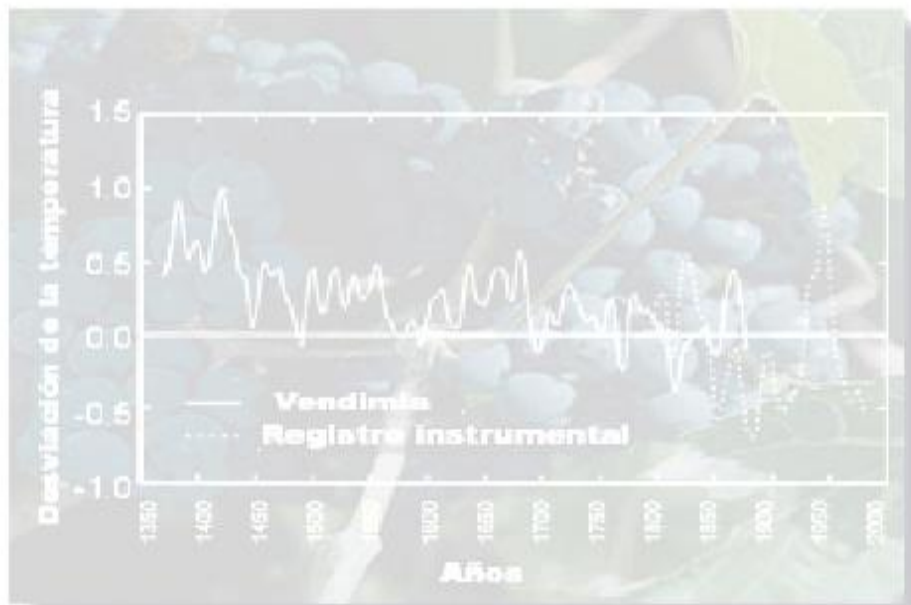 Desviación de la temperatura
1.5
1.0
0.5
0.0
-0.5
-1.0
Vendimia
Registro instrumental
1350 1400 1450 1500 1550 1600 1650 1700 1750 1800 1850 1900 1950 2000
Años